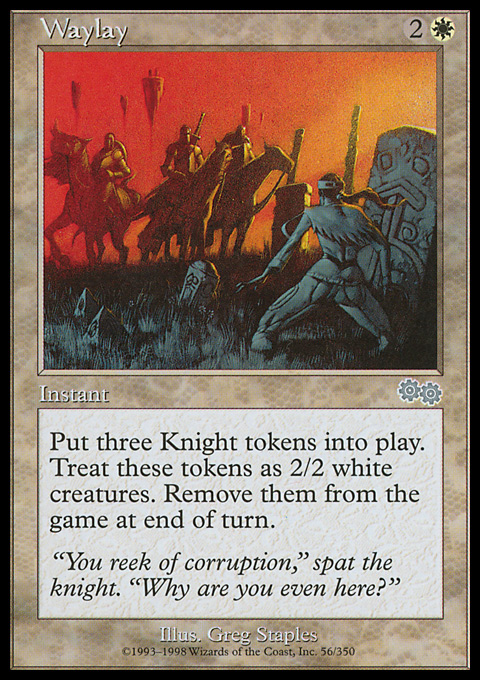 Waylay 2
Instant
Put three Knight tokens into play.
Treat these tokens as 2/2 white
creatures. Remove them from the
game at end of turn.
“You reek of corruption,” spat the
knight. “Why are you even here?”
Illus. Greg Staples
©1993–1998 Wizards of the Coast, Inc. 56/350